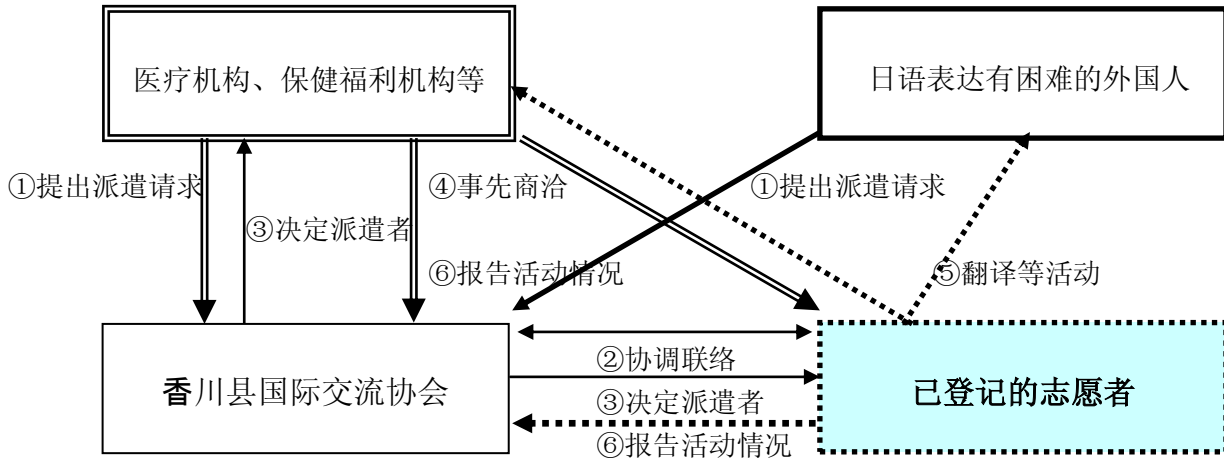 医疗机构、保健福利机构等
日语表达有困难的外国人
①提出派遣请求
④事先商洽
①提出派遣请求
③决定派遣者
⑥报告活动情况
⑤翻译等活动
②协调联络
香川县国际交流协会
已登记的志愿者
③决定派遣者
⑥报告活动情况